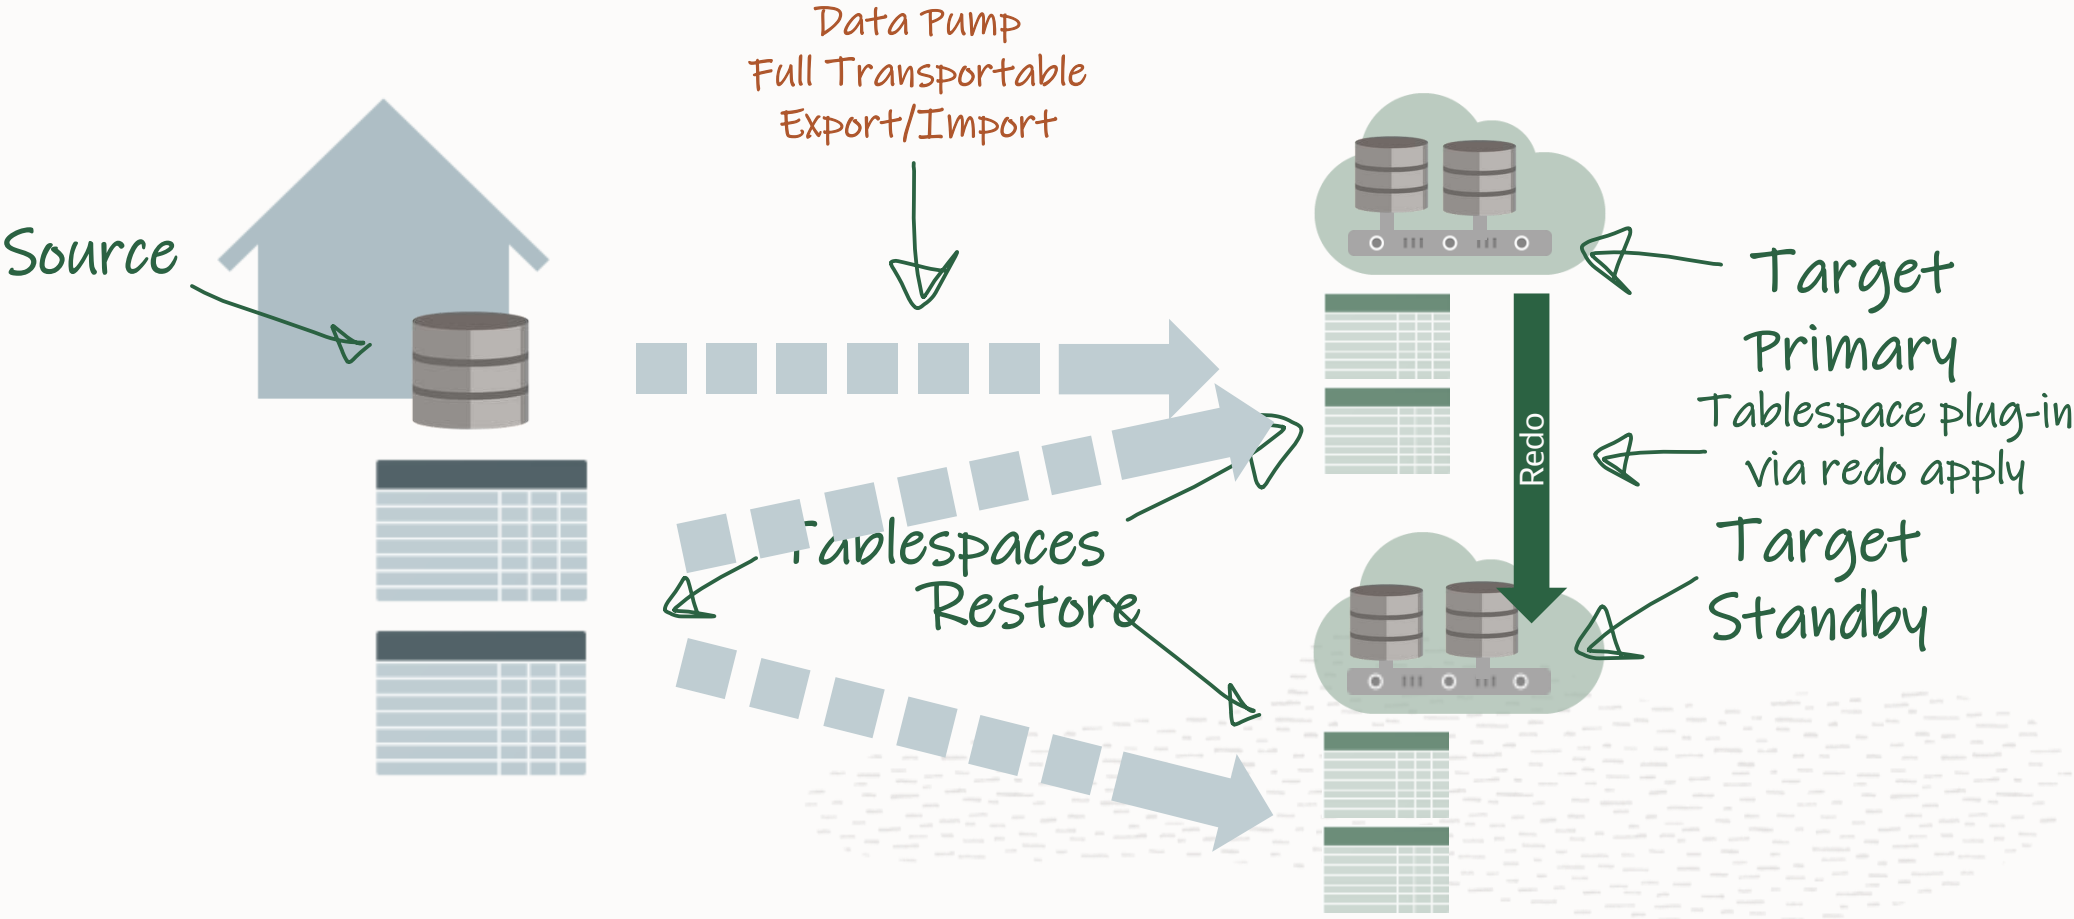 Data Pump
Full Transportable
Export/Import
Source
Target
Primary
Tablespace plug-in
via redo apply
Redo
Tablespaces
Restore
Target
Standby